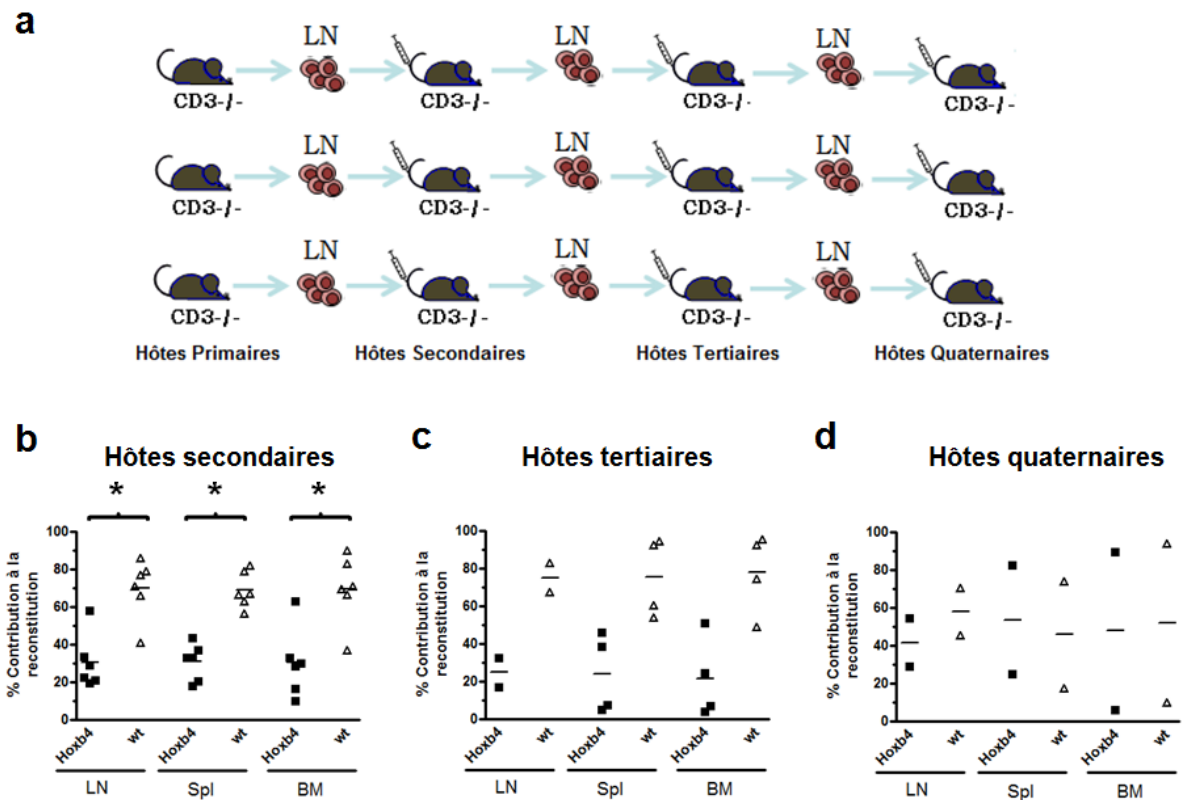 a
LN LN LN
CD3-/- CD3-/- CD3-/- CD3-/-
LN LN LN
CD3-/- CD3-/- CD3-/- CD3-/-
LN LN LN
CD3-/- CD3-/- CD3-/- CD3-/-
Hôtes Primaires Hôtes Secondaires Hôtes Tertiaires Hôtes Quaternaires
b
Hôtes secondaires
* * *
% Contribution à la
reconstitution
100
80
60
40
20
0
Hoxb4 wt Hoxb4 wt Hoxb4 wt
LN Spl BM
c
Hôtes tertiaires
% Contribution à la
reconstitution
100
80
60
40
20
0
Hoxb4 wt Hoxb4 wt Hoxb4 wt
LN Spl BM
d
Hôtes quaternaires
% Contribution à la
reconstitution
100
80
60
40
20
0
Hoxb4 wt Hoxb4 wt Hoxb4 wt
LN Spl BM